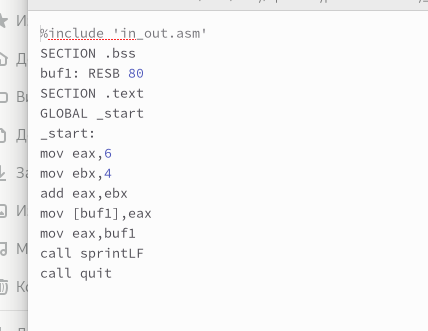 %include 'in_out.asm'
SECTION .bss
buf1: RESB 80
SECTION .text
GLOBAL _start
_start:
mov eax,6
mov ebx,4
add eax,ebx
mov [buf1],eax
mov eax,buf1
call sprintLF
call quit